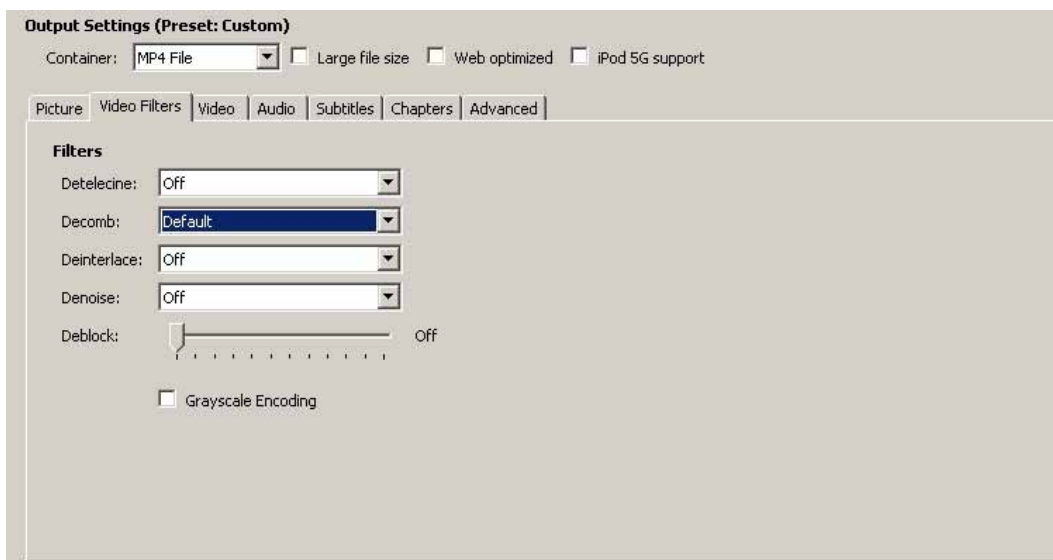 Output Settings (Preset: Custom)
Container: MP4 File Large file size Web optimized iPod 5G support
Picture Video Filters Video Audio Subtitles Chapters Advanced
Filters
Detelecine: Off
Decomb: Default
Deinterlace: Off
Denoise: Off
Deblock: Off
Grayscale Encoding